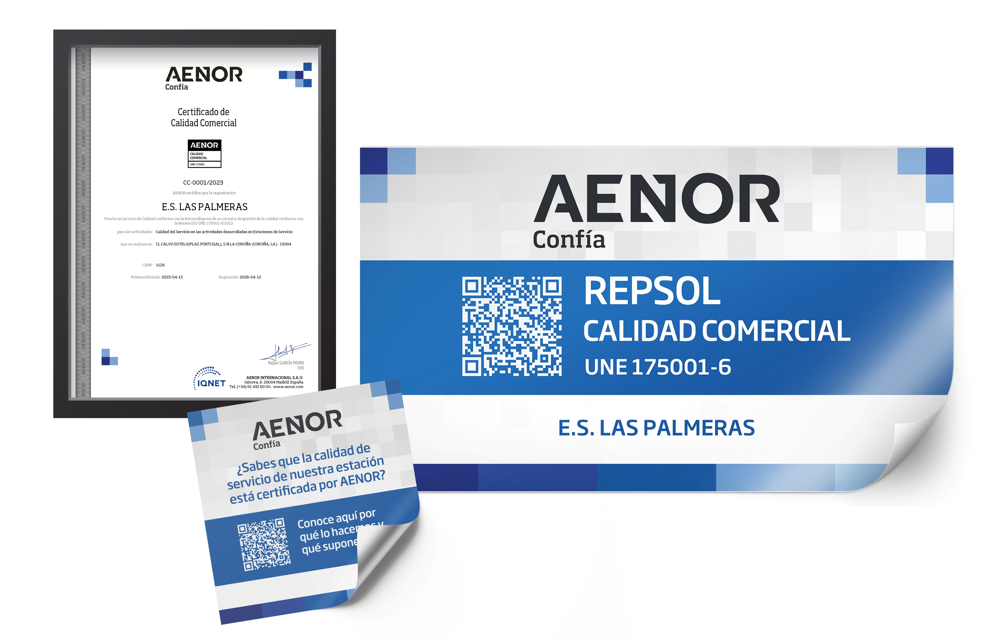 AENOR
Confía
Certificado de
Calidad Comercial
AENOR
CALIDAD
COMERCIAL
UNE 175001
CC-0001/2023
AENOR certifica que la organización
E.S. LAS PALMERAS
Presta un servicio de Calidad conforme con la Norma dispone de un sistema de gestión de la calidad conforme con
la Norma ISO UNE 175001-6:2015
para las actividades Calidad del Servicio en las actividades desarrolladas en Estaciones de Servicio
que se realizan en CL CALVO SOTELO(PLAZ.PORTUGAL), S.N LA CORUÑA (CORUÑA, LA) - 15004
CEMP 1126
Primera Emisión: 2023-04-12 Expiración: 2026-04-12
Rafael GARCÍA MEIRO
CEO
IQNET
AENOR INTERNACIONAL S.A.U.
Génova, 6. 28004 Madrid. España
Tel. (+34) 91 432 60 00.- www.aenor.com
AENOR
Confía
REPSOL
CALIDAD COMERCIAL
UNE 175001-6
E.S. LAS PALMERAS
AENOR
Confía
¿Sabes que la calidad de
servicio de nuestra estación
está certificada por AENOR?
Conoce aquí por
qué lo hacemos y
qué supone